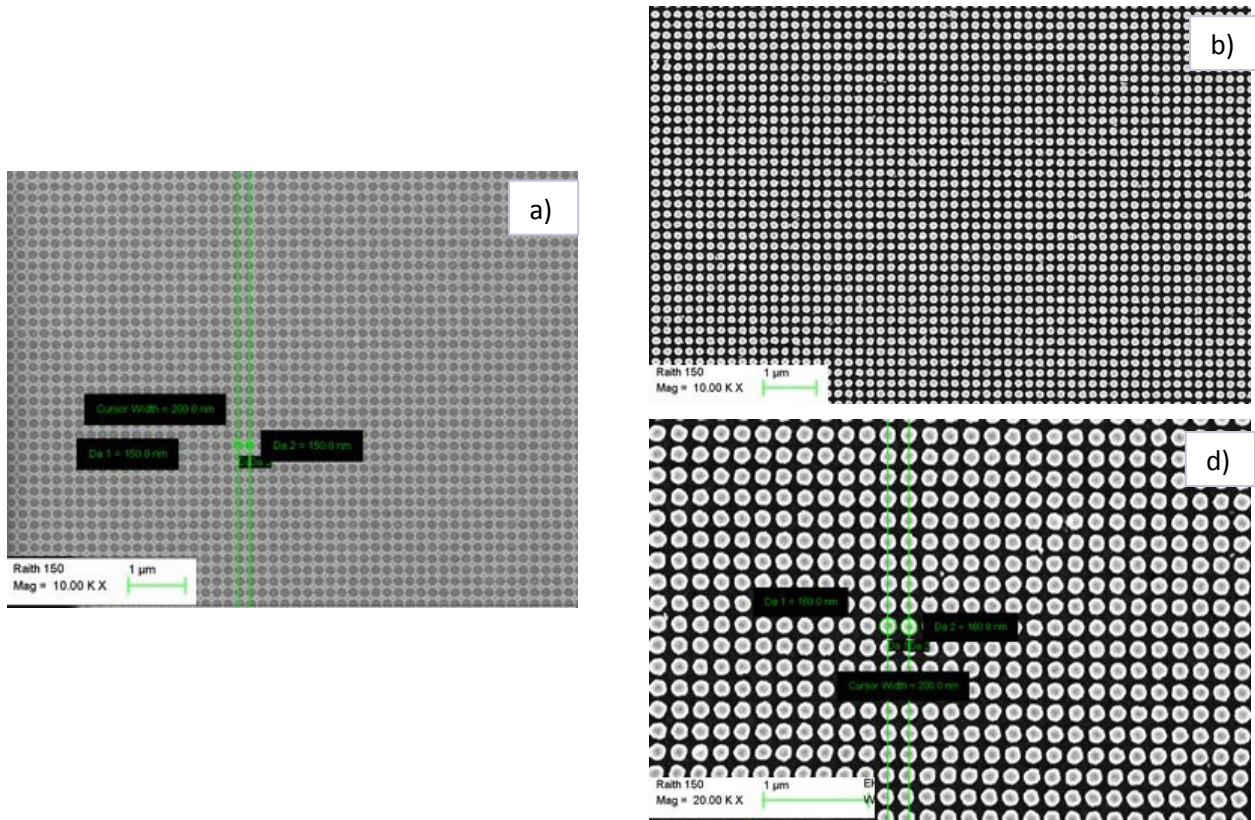 a)
Cursor Width = 200.0 nm
Da 1 = 150.0 nm
Da 2 = 150.0 nm
Raith 150
1 µm
Mag = 10.00 K X
b)
Raith 150
1 µm
Mag = 10.00 K X
d)
Da 1 = 160.0 nm
Da 2 = 160.0 nm
Cursor Width = 200.0 nm
Raith 150
1 µm
Mag = 20.00 K X